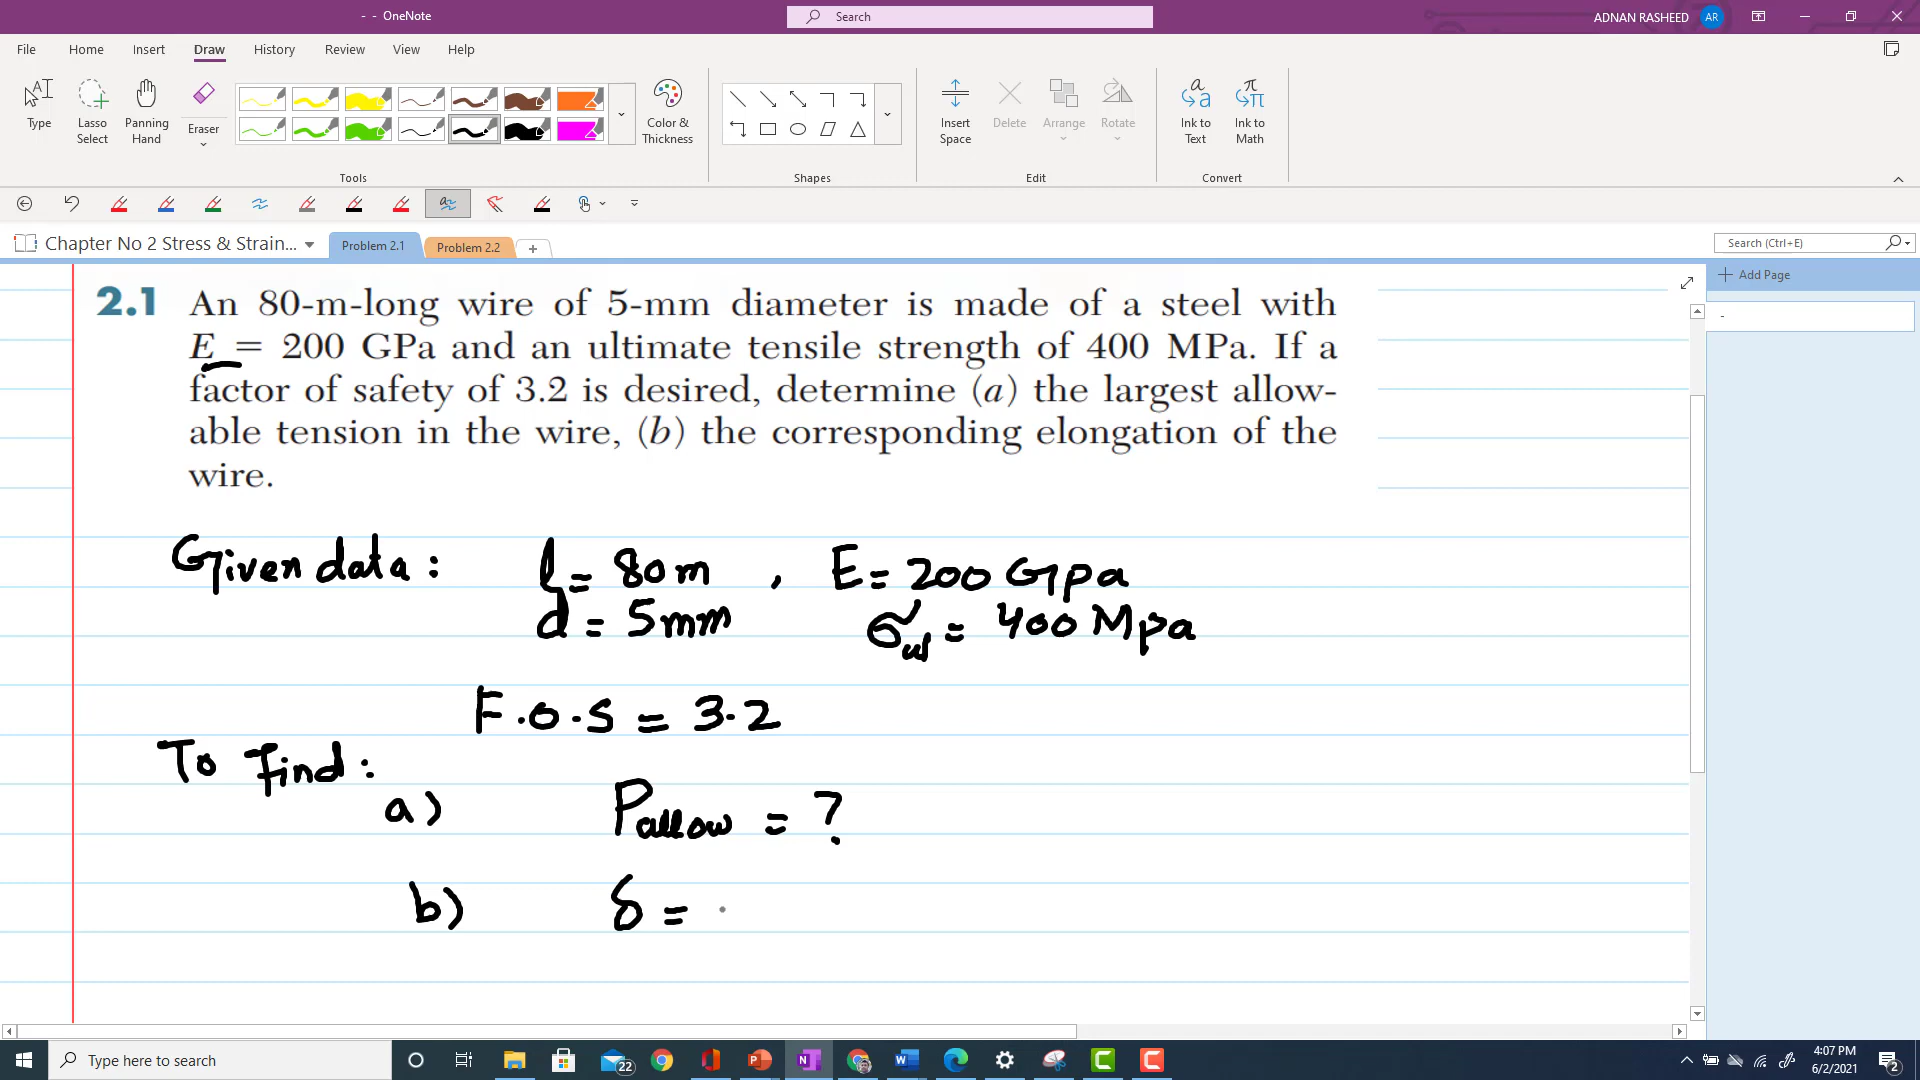 - - OneNote
Search
ADNAN RASHEED
AR
File
Home
Insert
Draw
History
Review
View
Help
Type
Lasso
Select
Panning
Hand
Eraser
Color &
Thickness
Insert
Space
Delete
Arrange
Rotate
Ink to
Text
Ink to
Math
Tools
Shapes
Edit
Convert
Chapter No 2 Stress & Strain...
Problem 2.1
Problem 2.2
Search (Ctrl+E)
Add Page
-
2.1 An 80-m-long wire of 5-mm diameter is made of a steel with
E = 200 GPa and an ultimate tensile strength of 400 MPa. If a
factor of safety of 3.2 is desired, determine (a) the largest allow-
able tension in the wire, (b) the corresponding elongation of the
wire.
Given data: l = 80 m , E = 200 Gpa
d = 5 mm σut = 400 Mpa
F.O.S = 3.2
To find:
a) Pallow = ?
b) δ =
Type here to search
22
4:07 PM
6/2/2021
2